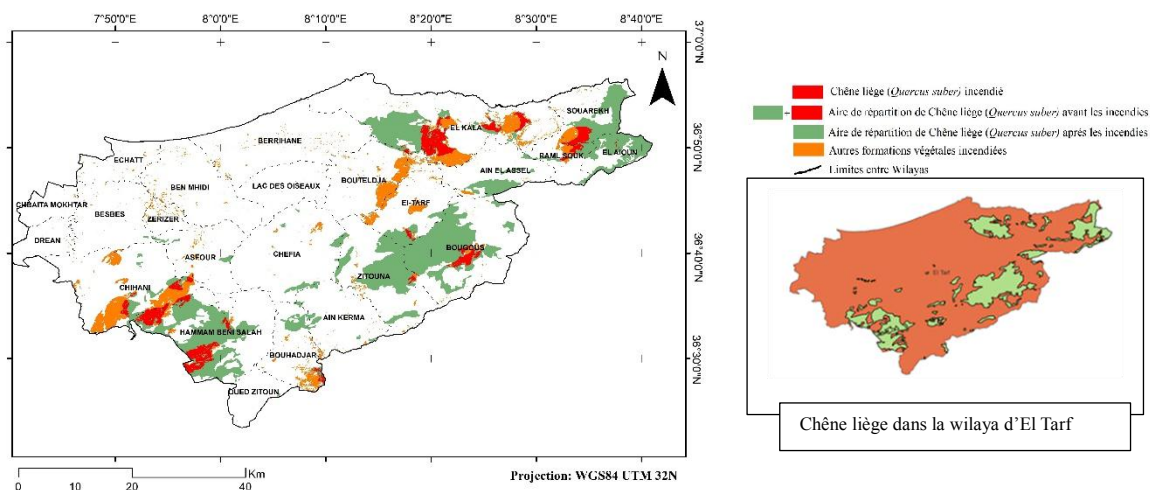 7°50'0"E 8°0'0"E 8°10'0"E 8°20'0"E 8°30'0"E 8°40'0"E
37°0'0"N
N
SOUAREKH
EL KALA
36°50'0"N
BERRIHANE
RAML SOUK
EL AIOUN
ECHATT
AIN EL ASSEL
BEN MHIDI
LAC DES OISEAUX
BOUTELDJA
CHBAITA MOKHTAR
El-TARF
BESBES
ZERIZER
DREAN
BOUGOUS
36°40'0"N
ASFOUR
CHEFIA
ZITOUNA
CHIHANI
AIN KERMA
HAMMAM BENI SALAH
BOUHADJAR
36°30'0"N
OUED ZITOUN
Km
0 10 20 40
Projection: WGS84 UTM 32N
Chêne liège (Quercus suber) incendié
- Aire de répartition de Chêne liège (Quercus suber) avant les incendies
Aire de répartition de Chêne liège (Quercus suber) après les incendies
Autres formations végétales incendiées
Limites entre Wilayas
El Tarf
Chêne liège dans la wilaya d'El Tarf